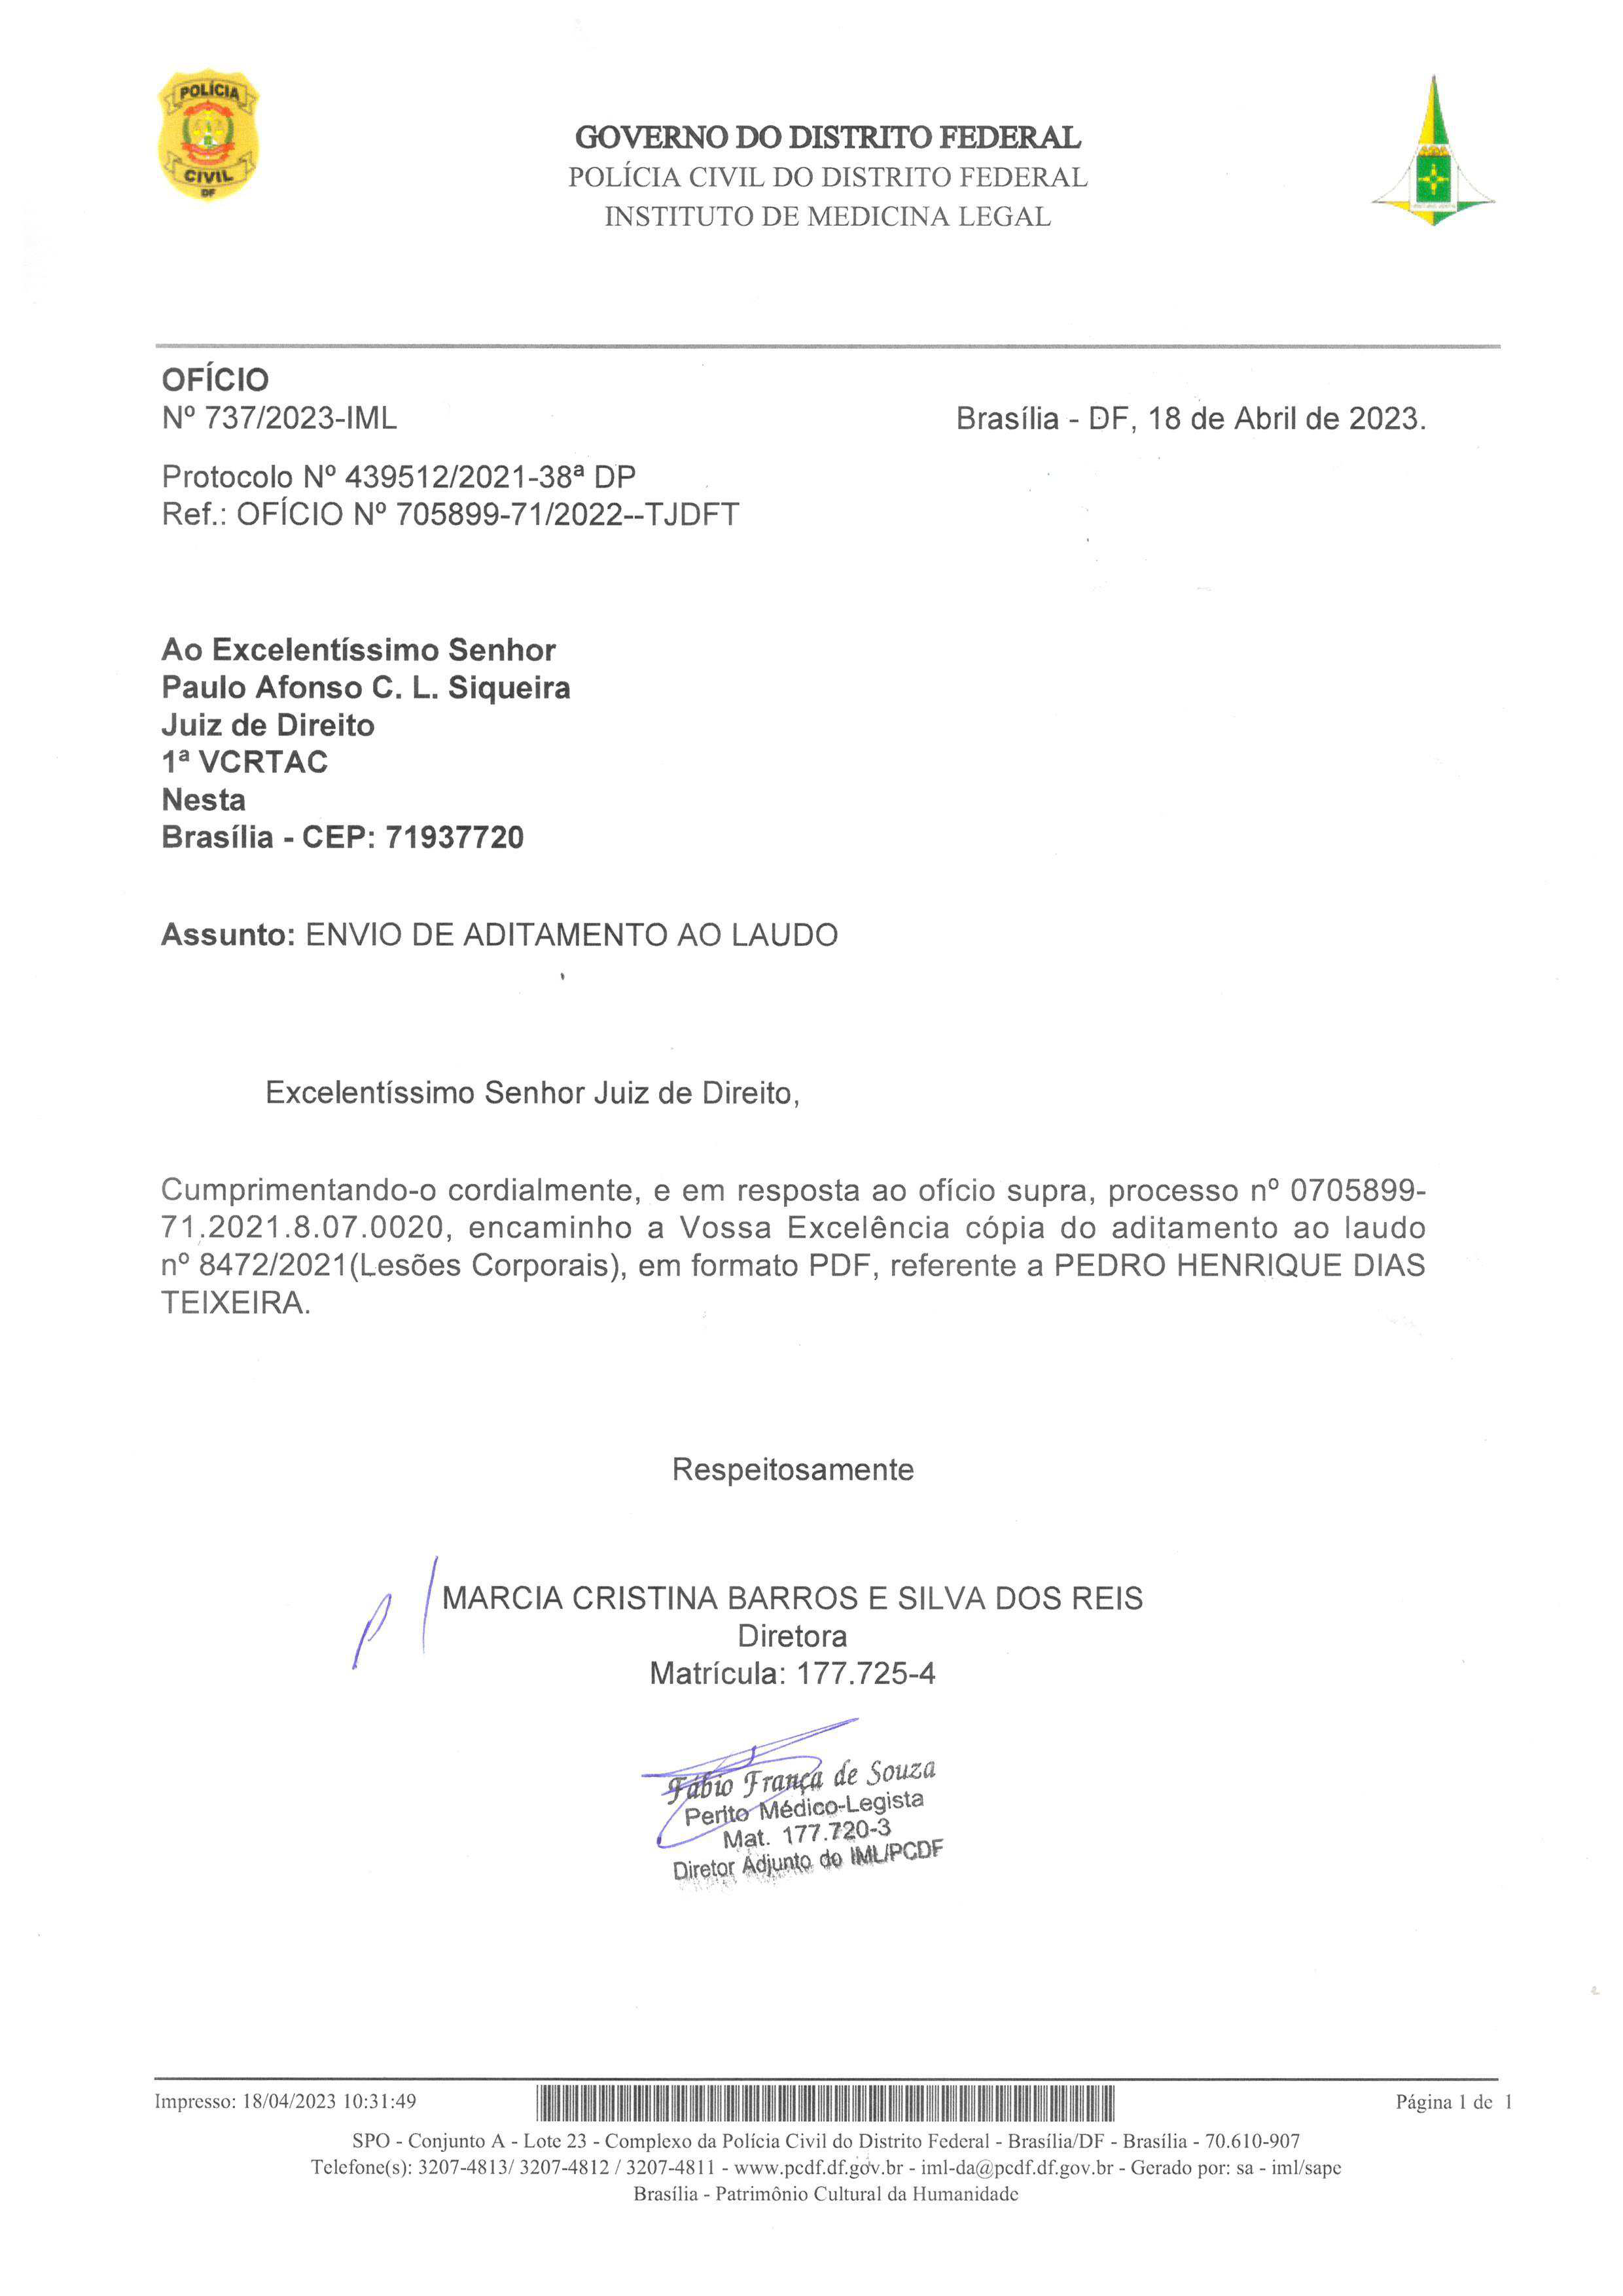 POLÍCIA
CIVIL
DF
GOVERNO DO DISTRITO FEDERAL
POLÍCIA CIVIL DO DISTRITO FEDERAL
INSTITUTO DE MEDICINA LEGAL
OFÍCIO
Nº 737/2023-IML
Brasília - DF, 18 de Abril de 2023.
Protocolo Nº 439512/2021-38ª DP
Ref.: OFÍCIO Nº 705899-71/2022--TJDFT
Ao Excelentíssimo Senhor
Paulo Afonso C. L. Siqueira
Juiz de Direito
1ª VCRTAC
Nesta
Brasília - CEP: 71937720
Assunto: ENVIO DE ADITAMENTO AO LAUDO
Excelentíssimo Senhor Juiz de Direito,
Cumprimentando-o cordialmente, e em resposta ao ofício supra, processo nº 0705899-
71.2021.8.07.0020, encaminho a Vossa Excelência cópia do aditamento ao laudo
nº 8472/2021(Lesões Corporais), em formato PDF, referente a PEDRO HENRIQUE DIAS
TEIXEIRA.
Respeitosamente
p/ MARCIA CRISTINA BARROS E SILVA DOS REIS
Diretora
Matrícula: 177.725-4
Fábio França de Souza
Perito Médico-Legista
Mat. 177.720-3
Diretor Adjunto do IML/PCDF
Impresso: 18/04/2023 10:31:49
Página 1 de 1
SPO - Conjunto A - Lote 23 - Complexo da Polícia Civil do Distrito Federal - Brasília/DF - Brasília - 70.610-907
Telefone(s): 3207-4813/ 3207-4812 / 3207-4811 - www.pcdf.df.gov.br - iml-da@pcdf.df.gov.br - Gerado por: sa - iml/sape
Brasília - Patrimônio Cultural da Humanidade